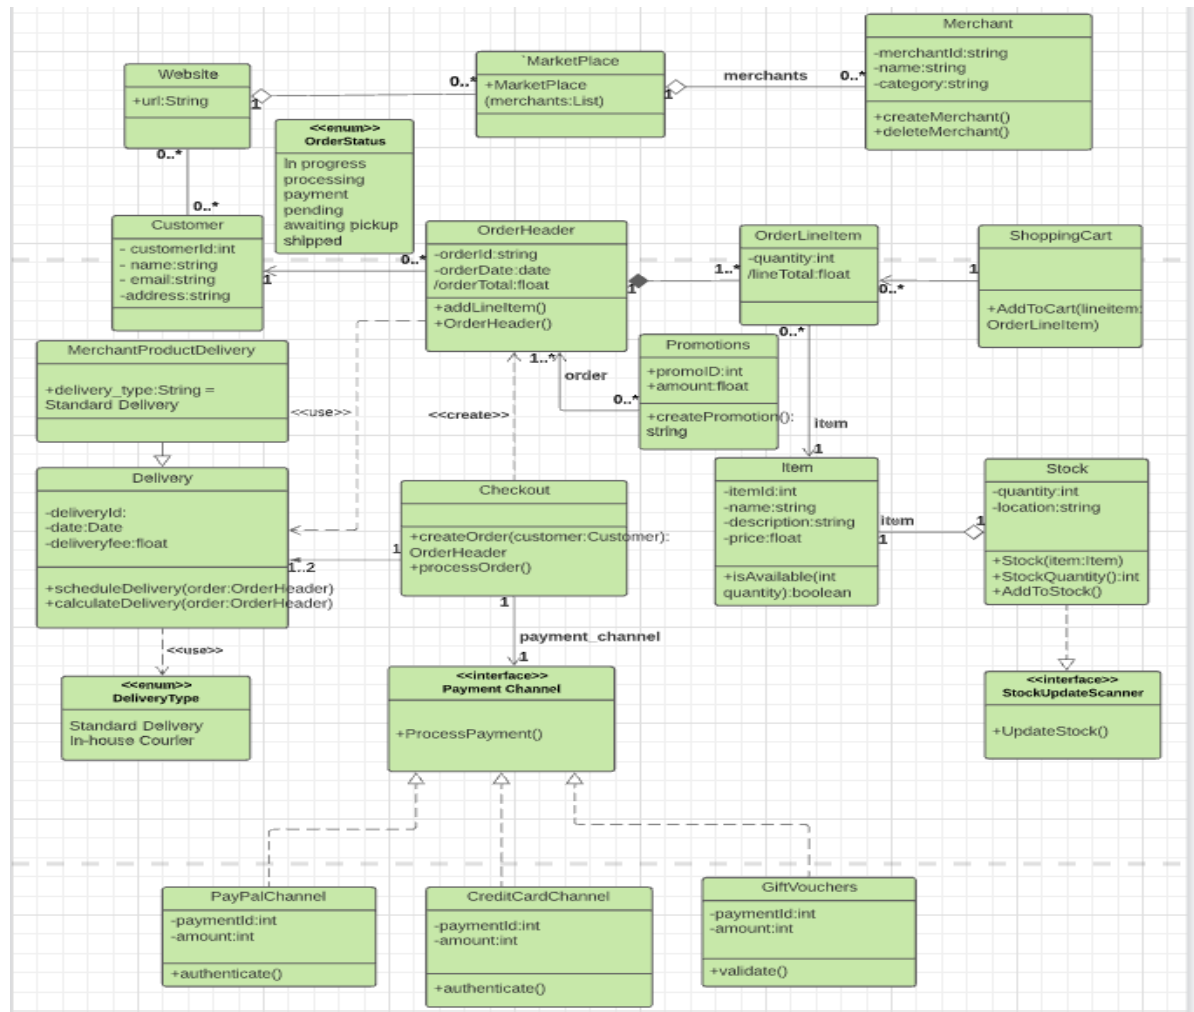 Merchant
-merchantId:string
-name:string
-category:string
+createMerchant()
+deleteMerchant()
`MarketPlace
+MarketPlace
(merchants:List)
Website
+url:String
0..*
1
merchants
0..*
1
<<enum>>
OrderStatus
In progress
processing
payment
pending
awaiting pickup
shipped
0..*
0..*
Customer
- customerId:int
- name:string
- email:string
-address:string
OrderHeader
-orderId:string
-orderDate:date
/orderTotal:float
+addLineItem()
+OrderHeader()
0..*
1
OrderLineItem
-quantity:int
/lineTotal:float
1..*
1
ShoppingCart
+AddToCart(lineitem:
OrderLineItem)
1
0..*
MerchantProductDelivery
+delivery_type:String =
Standard Delivery
Promotions
+promoID:int
+amount:float
+createPromotion():
string
0..*
1..*
order
0..*
<<use>>
<<create>>
item
1
Delivery
-deliveryId:
-date:Date
-deliveryfee:float
+scheduleDelivery(order:OrderHeader)
+calculateDelivery(order:OrderHeader)
Checkout
+createOrder(customer:Customer):
OrderHeader
+processOrder()
1
1..2
Item
-itemId:int
-name:string
-description:string
-price:float
+isAvailable(int
quantity):boolean
item
1
1
Stock
-quantity:int
-location:string
+Stock(item:Item)
+StockQuantity():int
+AddToStock()
1
payment_channel
1
<<use>>
<<enum>>
DeliveryType
Standard Delivery
In-house Courier
<<interface>>
Payment Channel
+ProcessPayment()
<<interface>>
StockUpdateScanner
+UpdateStock()
PayPalChannel
-paymentId:int
-amount:int
+authenticate()
CreditCardChannel
-paymentId:int
-amount:int
+authenticate()
GiftVouchers
-paymentId:int
-amount:int
+validate()